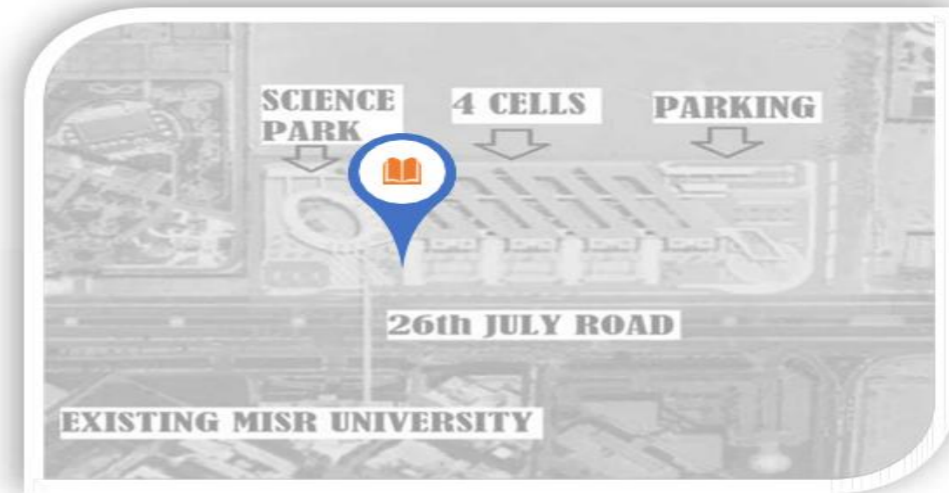 SCIENCE
PARK
4 CELLS
PARKING
26th JULY ROAD
EXISTING MISR UNIVERSITY